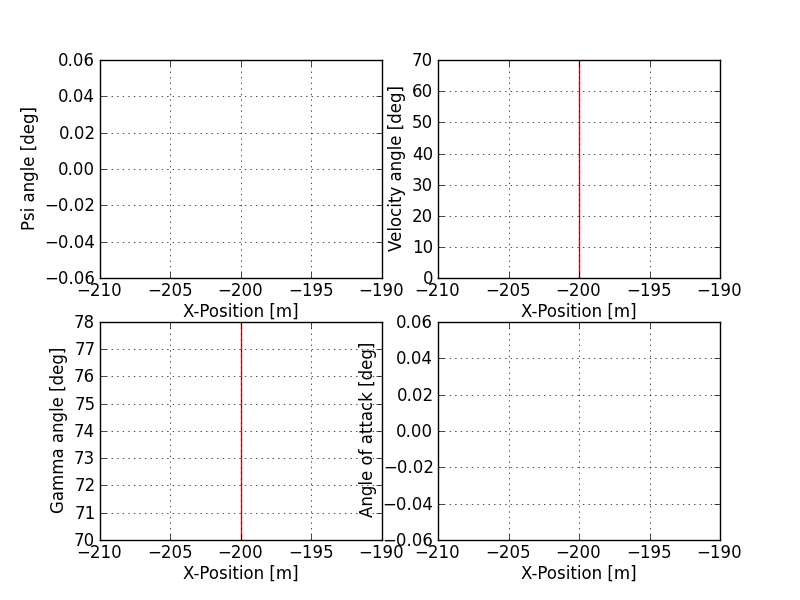 Psi angle [deg]
0.06
0.04
0.02
0.00
−0.02
−0.04
−0.06
−210 −205 −200 −195 −190
X-Position [m]
Velocity angle [deg]
70
60
50
40
30
20
10
0
−210 −205 −200 −195 −190
X-Position [m]
Gamma angle [deg]
78
77
76
75
74
73
72
71
70
−210 −205 −200 −195 −190
X-Position [m]
Angle of attack [deg]
0.06
0.04
0.02
0.00
−0.02
−0.04
−0.06
−210 −205 −200 −195 −190
X-Position [m]